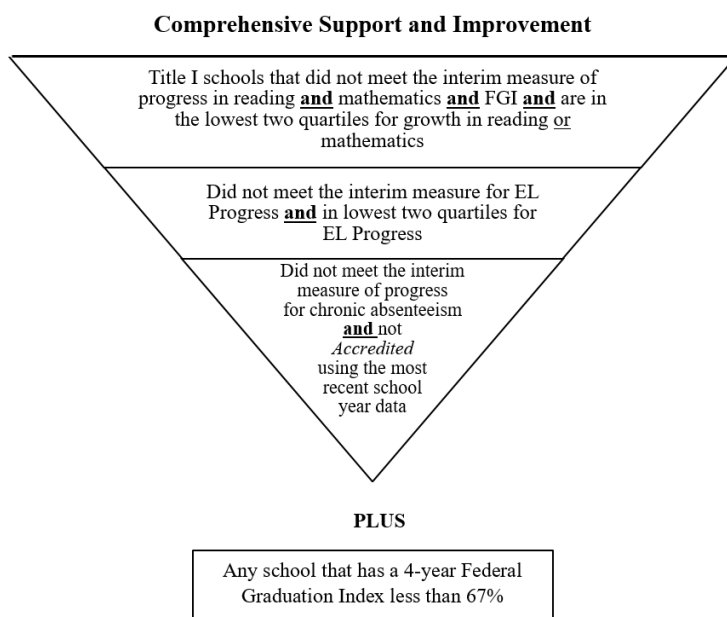 Comprehensive Support and Improvement
Title I schools that did not meet the interim measure of
progress in reading and mathematics and FGI and are in
the lowest two quartiles for growth in reading or
mathematics
Did not meet the interim measure for EL
Progress and in lowest two quartiles for
EL Progress
Did not meet the interim
measure of progress
for chronic absenteeism
and not
Accredited
using the most
recent school
year data
PLUS
Any school that has a 4-year Federal
Graduation Index less than 67%